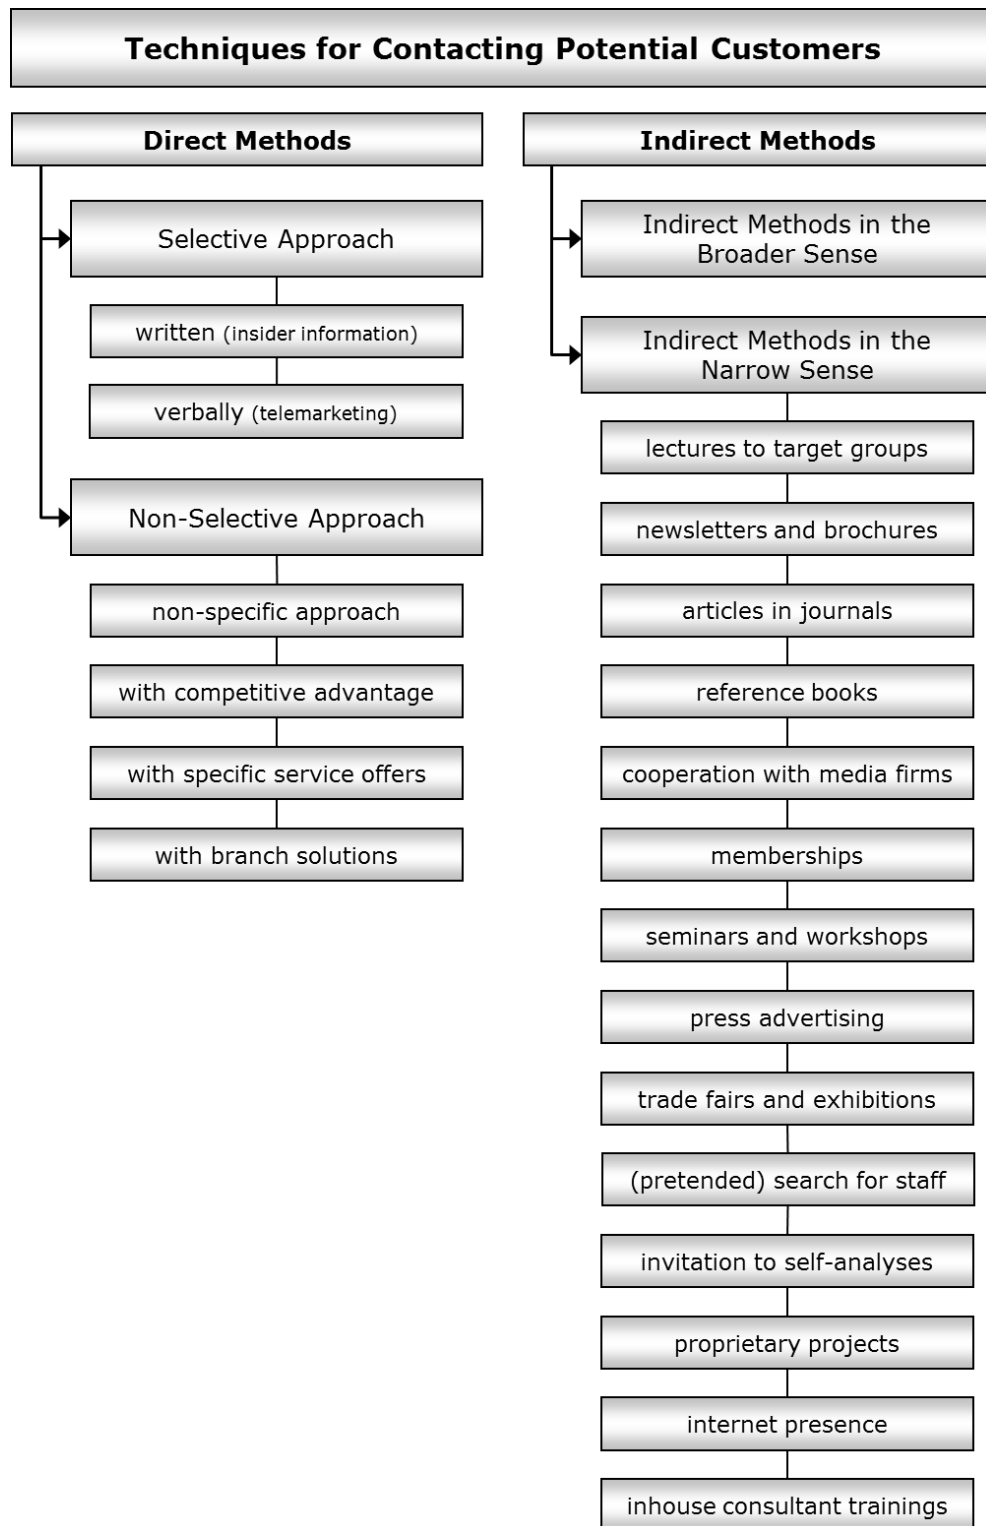 Techniques for Contacting Potential Customers
Direct Methods
Selective Approach
written (insider information)
verbally (telemarketing)
Non-Selective Approach
non-specific approach
with competitive advantage
with specific service offers
with branch solutions
Indirect Methods
Indirect Methods in the
Broader Sense
Indirect Methods in the
Narrow Sense
lectures to target groups
newsletters and brochures
articles in journals
reference books
cooperation with media firms
memberships
seminars and workshops
press advertising
trade fairs and exhibitions
(pretended) search for staff
invitation to self-analyses
proprietary projects
internet presence
inhouse consultant trainings